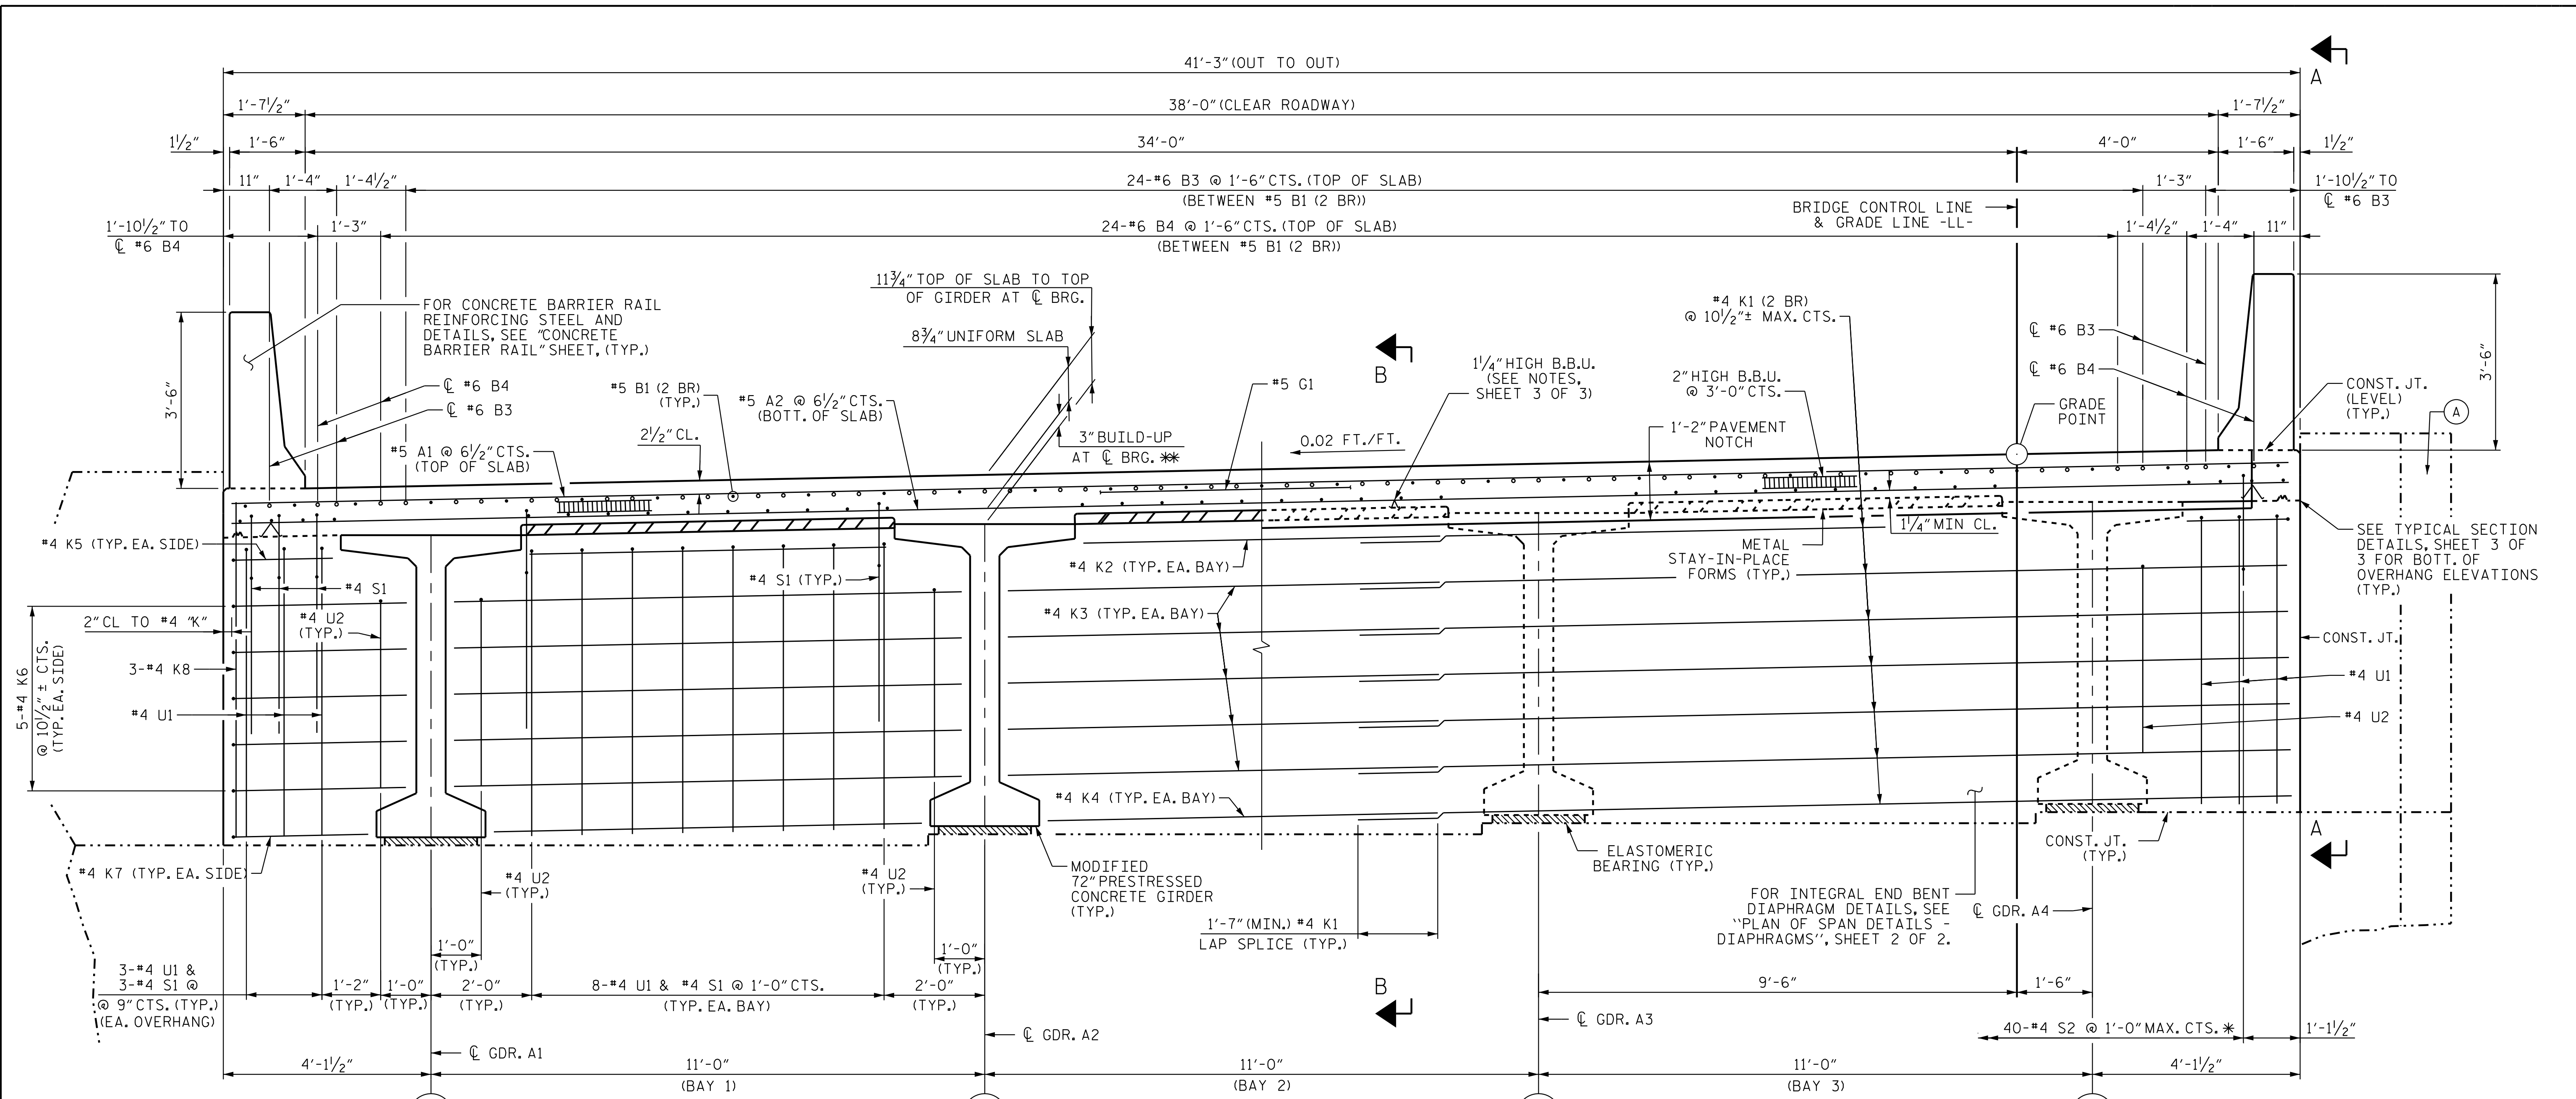 41'-3" (OUT TO OUT)
A
1'-7½"
38'-0" (CLEAR ROADWAY)
1'-7½"
1½"
1'-6"
34'-0"
4'-0"
1'-6"
1½"
11"
1'-4"
1'-4½"
24-#6 B3 @ 1'-6" CTS. (TOP OF SLAB)
(BETWEEN #5 B1 (2 BR))
1'-3"
1'-10½" TO
℄ #6 B3
1'-10½" TO
℄ #6 B4
1'-3"
24-#6 B4 @ 1'-6" CTS. (TOP OF SLAB)
(BETWEEN #5 B1 (2 BR))
BRIDGE CONTROL LINE
& GRADE LINE -LL-
1'-4½"
1'-4"
11"
FOR CONCRETE BARRIER RAIL
REINFORCING STEEL AND
DETAILS, SEE "CONCRETE
BARRIER RAIL" SHEET, (TYP.)
11¾" TOP OF SLAB TO TOP
OF GIRDER AT ℄ BRG.
8¾" UNIFORM SLAB
#4 K1 (2 BR)
@ 10½"± MAX. CTS.
℄ #6 B3
℄ #6 B4
3'-6"
3'-6"
B
1¼" HIGH B.B.U.
(SEE NOTES,
SHEET 3 OF 3)
2" HIGH B.B.U.
@ 3'-0" CTS.
CONST. JT.
(LEVEL)
(TYP.)
A
℄ #6 B4
℄ #6 B3
#5 B1 (2 BR)
(TYP.)
#5 A2 @ 6½" CTS.
(BOTT. OF SLAB)
#5 G1
GRADE
POINT
2½" CL.
3" BUILD-UP
AT ℄ BRG. **
0.02 FT./FT.
1'-2" PAVEMENT
NOTCH
#5 A1 @ 6½" CTS.
(TOP OF SLAB)
1¼" MIN CL.
#4 K5 (TYP. EA. SIDE)
#4 S1
#4 S1 (TYP.)
#4 K2 (TYP. EA. BAY)
METAL
STAY-IN-PLACE
FORMS (TYP.)
SEE TYPICAL SECTION
DETAILS, SHEET 3 OF
3 FOR BOTT. OF
OVERHANG ELEVATIONS
(TYP.)
2" CL TO #4 "K"
#4 U2
(TYP.)
#4 K3 (TYP. EA. BAY)
CONST. JT.
3-#4 K8
5-#4 K6
@ 10½"± CTS.
(TYP. EA. SIDE)
#4 U1
#4 U1
#4 U2
#4 K4 (TYP. EA. BAY)
A
#4 K7 (TYP. EA. SIDE)
#4 U2
(TYP.)
#4 U2
(TYP.)
MODIFIED
72" PRESTRESSED
CONCRETE GIRDER
(TYP.)
ELASTOMERIC
BEARING (TYP.)
CONST. JT.
(TYP.)
1'-7" (MIN.) #4 K1
LAP SPLICE (TYP.)
FOR INTEGRAL END BENT
DIAPHRAGM DETAILS, SEE
"PLAN OF SPAN DETAILS -
DIAPHRAGMS", SHEET 2 OF 2.
℄ GDR. A4
1'-0"
(TYP.)
1'-0"
(TYP.)
3-#4 U1 &
3-#4 S1 @
@ 9" CTS. (TYP.)
(EA. OVERHANG)
1'-2"
(TYP.)
1'-0"
(TYP.)
2'-0"
(TYP.)
8-#4 U1 & #4 S1 @ 1'-0" CTS.
(TYP. EA. BAY)
2'-0"
(TYP.)
B
9'-6"
1'-6"
℄ GDR. A1
℄ GDR. A2
℄ GDR. A3
40-#4 S2 @ 1'-0" MAX. CTS. *
1'-1½"
4'-1½"
11'-0"
(BAY 1)
11'-0"
(BAY 2)
11'-0"
(BAY 3)
4'-1½"